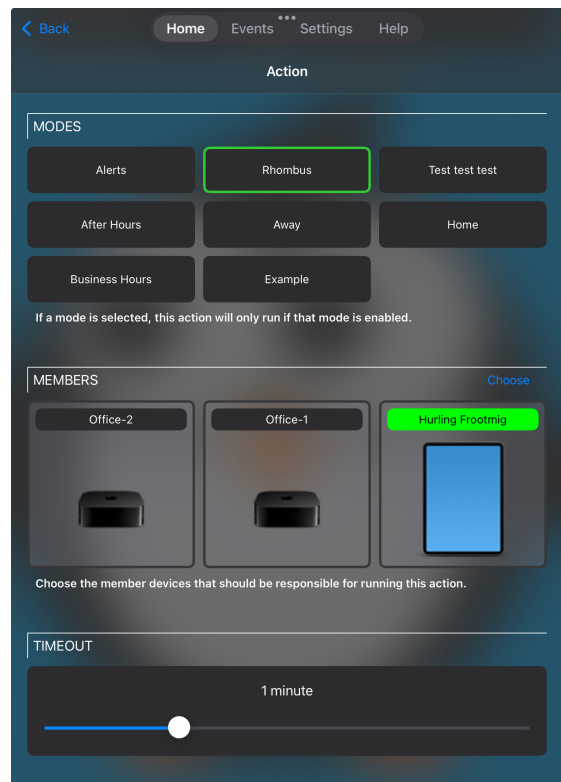 Back
Home
Events
Settings
Help
Action
MODES
Alerts
Rhombus
Test test test
After Hours
Away
Home
Business Hours
Example
If a mode is selected, this action will only run if that mode is enabled.
MEMBERS
Choose
Office-2
Office-1
Hurling Frootmig
Choose the member devices that should be responsible for running this action.
TIMEOUT
1 minute